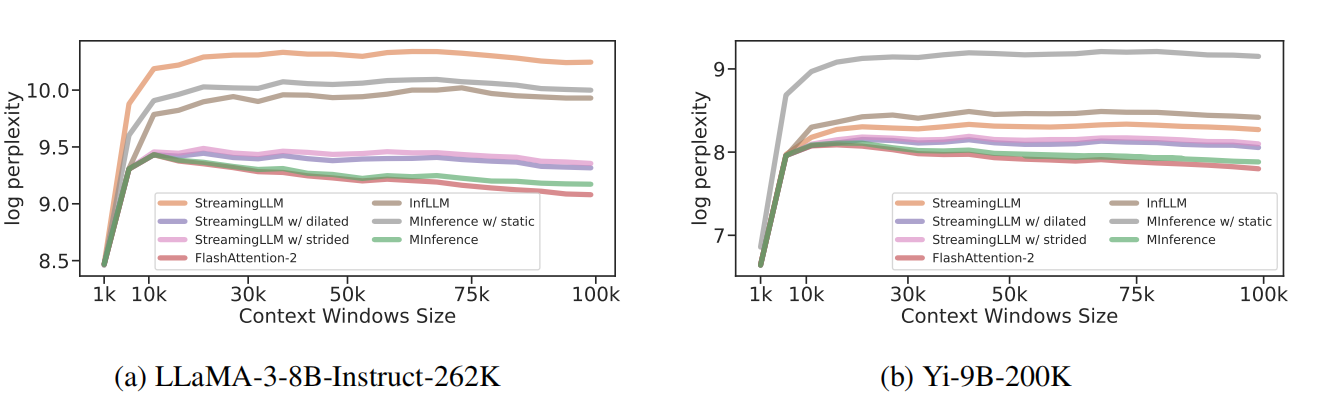 log perplexity
10.0
9.5
9.0
8.5
StreamingLLM
StreamingLLM w/ dilated
StreamingLLM w/ strided
FlashAttention-2
InfLLM
MInference w/ static
MInference
1k 10k 30k 50k 75k 100k
Context Windows Size
(a) LLaMA-3-8B-Instruct-262K
log perplexity
9
8
7
StreamingLLM
StreamingLLM w/ dilated
StreamingLLM w/ strided
FlashAttention-2
InfLLM
MInference w/ static
MInference
1k 10k 30k 50k 75k 100k
Context Windows Size
(b) Yi-9B-200K